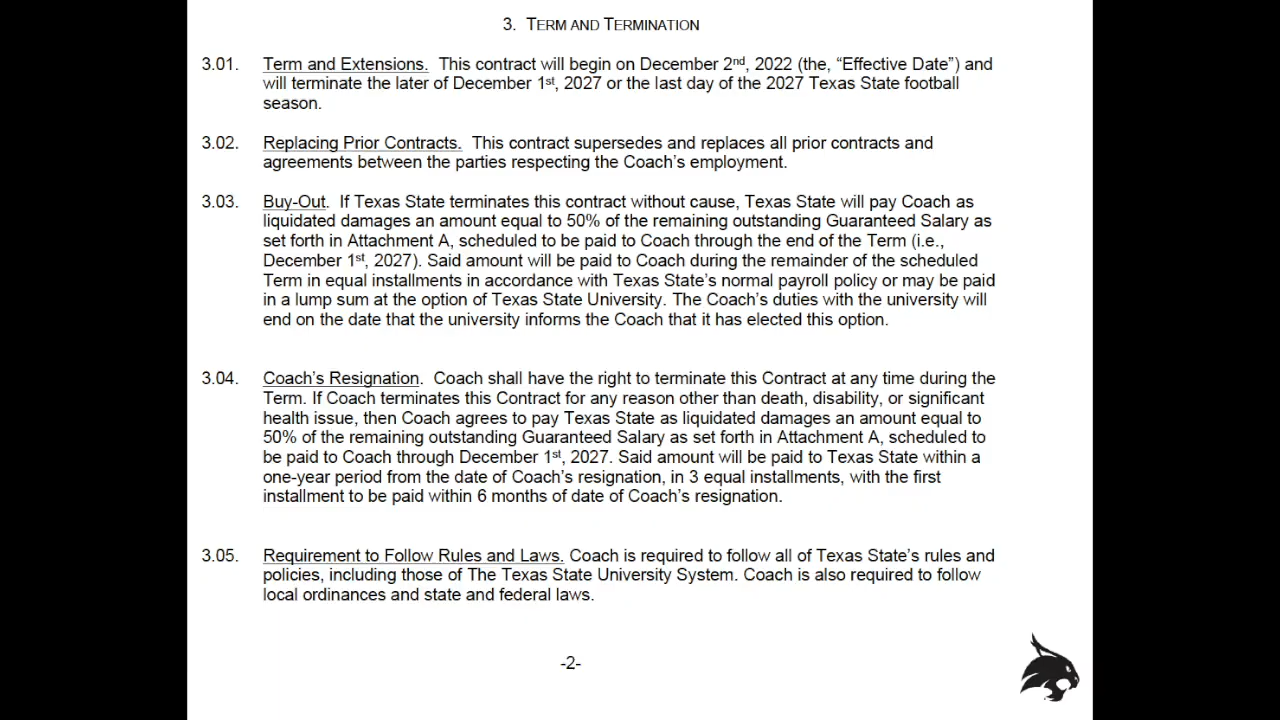 3. TERM AND TERMINATION
3.01. Term and Extensions. This contract will begin on December 2nd, 2022 (the, “Effective Date”) and
will terminate the later of December 1st, 2027 or the last day of the 2027 Texas State football
season.
3.02. Replacing Prior Contracts. This contract supersedes and replaces all prior contracts and
agreements between the parties respecting the Coach’s employment.
3.03. Buy-Out. If Texas State terminates this contract without cause, Texas State will pay Coach as
liquidated damages an amount equal to 50% of the remaining outstanding Guaranteed Salary as
set forth in Attachment A, scheduled to be paid to Coach through the end of the Term (i.e.,
December 1st, 2027). Said amount will be paid to Coach during the remainder of the scheduled
Term in equal installments in accordance with Texas State’s normal payroll policy or may be paid
in a lump sum at the option of Texas State University. The Coach’s duties with the university will
end on the date that the university informs the Coach that it has elected this option.
3.04. Coach’s Resignation. Coach shall have the right to terminate this Contract at any time during the
Term. If Coach terminates this Contract for any reason other than death, disability, or significant
health issue, then Coach agrees to pay Texas State as liquidated damages an amount equal to
50% of the remaining outstanding Guaranteed Salary as set forth in Attachment A, scheduled to
be paid to Coach through December 1st, 2027. Said amount will be paid to Texas State within a
one-year period from the date of Coach’s resignation, in 3 equal installments, with the first
installment to be paid within 6 months of date of Coach’s resignation.
3.05. Requirement to Follow Rules and Laws. Coach is required to follow all of Texas State’s rules and
policies, including those of The Texas State University System. Coach is also required to follow
local ordinances and state and federal laws.
-2-